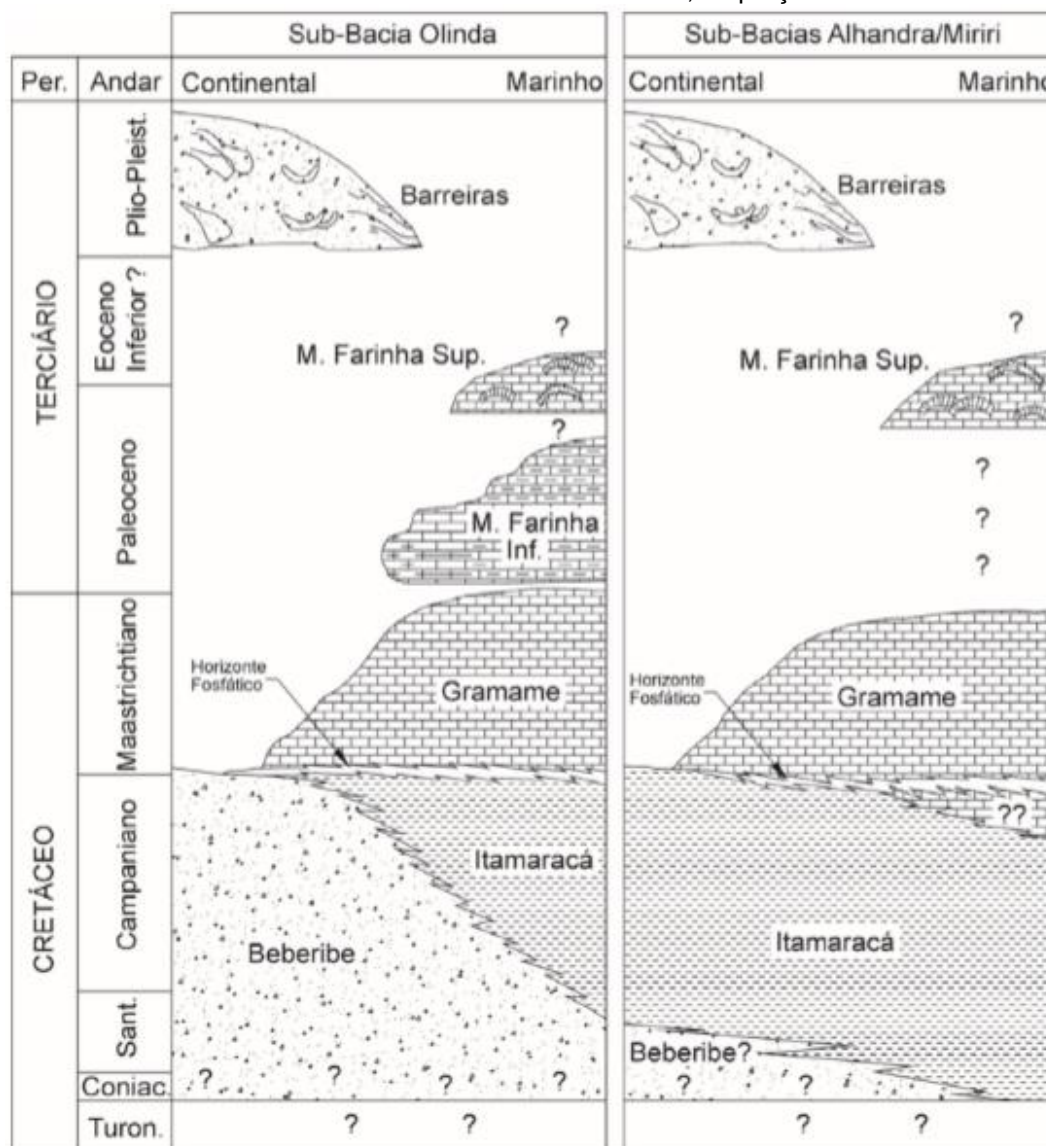 Sub-Bacia Olinda
Sub-Bacias Alhandra/Miriri
Per.
Andar
Continental
Marinho
Continental
Marinho
TERCIÁRIO
Plio-Pleist.
Barreiras
Barreiras
Eoceno
Inferior ?
?
?
M. Farinha Sup.
M. Farinha Sup.
Paleoceno
?
M. Farinha
Inf.
?
?
?
CRETÁCEO
Maastrichtiano
Horizonte
Fosfático
Gramame
Horizonte
Fosfático
Gramame
Campaniano
Itamaracá
Beberibe
??
Itamaracá
Sant.
Beberibe?
Coniac.
? ? ? ?
? ? ?
Turon.
? ?
? ?